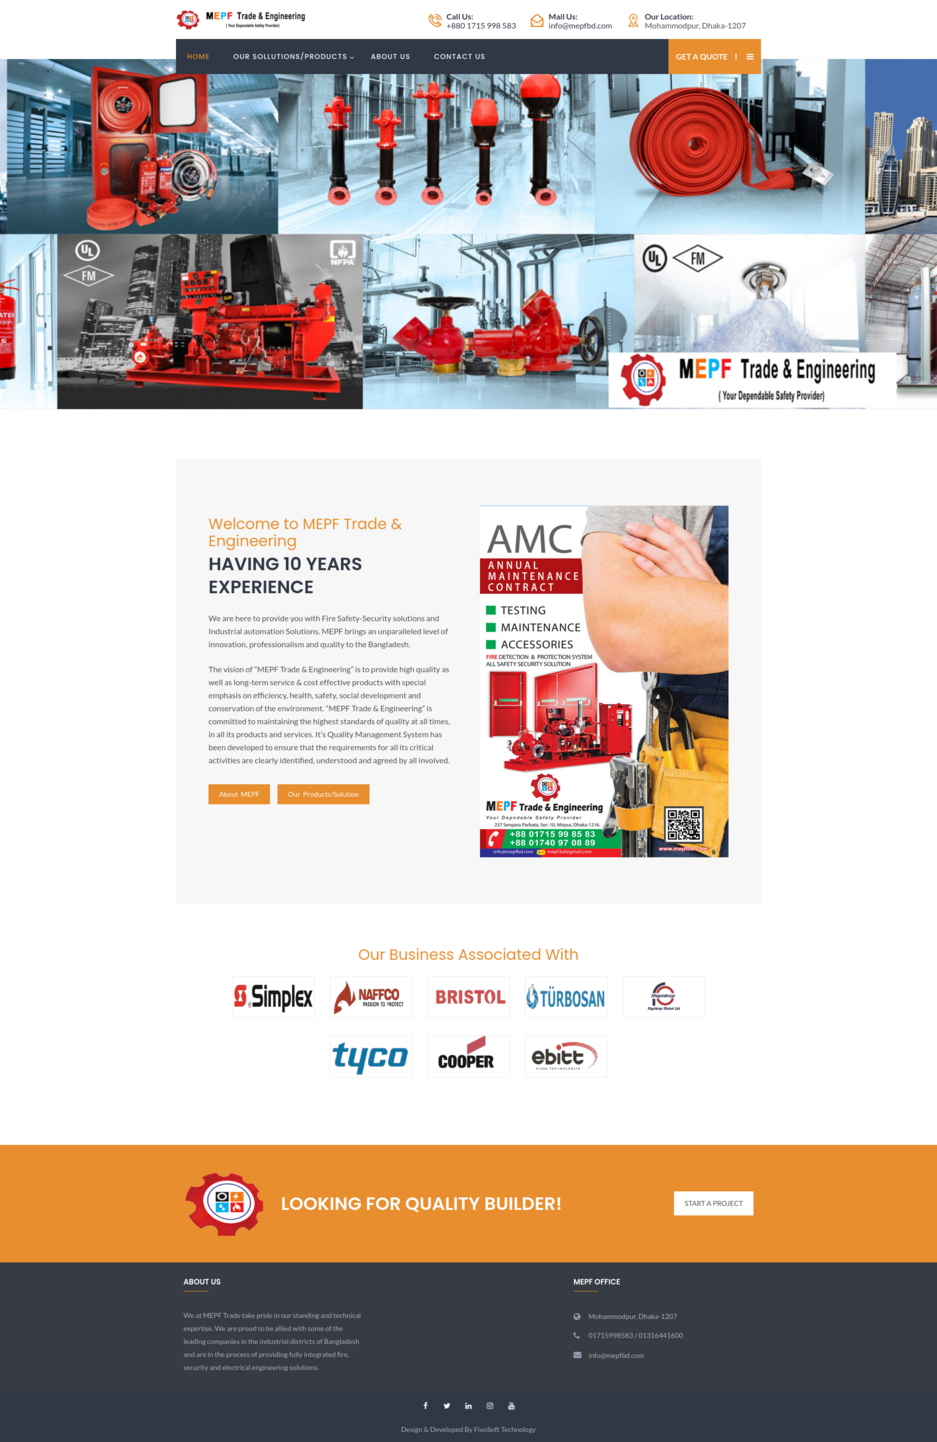 MEPF Trade & Engineering
( Your Dependable Safety Provider)
Call Us:
+880 1715 998 583
Mail Us:
info@mepfbd.com
Our Location:
Mohammodpur, Dhaka-1207
HOME
OUR SOLLUTIONS/PRODUCTS
ABOUT US
CONTACT US
GET A QUOTE
UL
FM
NFPA
UL
FM
MEPF Trade & Engineering
( Your Dependable Safety Provider)
Welcome to MEPF Trade &
Engineering
HAVING 10 YEARS
EXPERIENCE
We are here to provide you with Fire Safety-Security solutions and
Industrial automation Solutions. MEPF brings an unparalleled level of
innovation, professionalism and quality to the Bangladesh.
The vision of "MEPF Trade & Engineering" is to provide high quality as
well as long-term service & cost effective products with special
emphasis on efficiency, health, safety, social development and
conservation of the environment. "MEPF Trade & Engineering" is
committed to maintaining the highest standards of quality at all times,
in all its products and services. It's Quality Management System has
been developed to ensure that the requirements for all its critical
activities are clearly identified, understood and agreed by all involved.
About MEPF
Our Products/Solution
AMC
ANNUAL
MAINTENANCE
CONTRACT
TESTING
MAINTENANCE
ACCESSORIES
FIRE DETECTION & PROTECTION SYSTEM
ALL SAFETY SECURITY SOLUTION
MEPF Trade & Engineering
Your Depndable Safety Provider
237 Senpara Parbata, Sec-10, Mirpur, Dhaka-1216.
+88 01715 99 85 83
+88 01740 97 08 89
info@mepfbd.com
Our Business Associated With
Simplex
NAFFCO
PASSION TO PROTECT
BRISTOL
TÜRBOSAN
tyco
COOPER
ebitt
LOOKING FOR QUALITY BUILDER!
START A PROJECT
ABOUT US
We at MEPF Trade take pride in our standing and technical
expertise. We are proud to be allied with some of the
leading companies in the industrial districts of Bangladesh
and are in the process of providing fully integrated fire,
security and electrical engineering solutions.
MEPF OFFICE
Mohammodpur, Dhaka-1207
01715998583 / 01316441600
info@mepfbd.com
Design & Developed By FivoSoft Technology